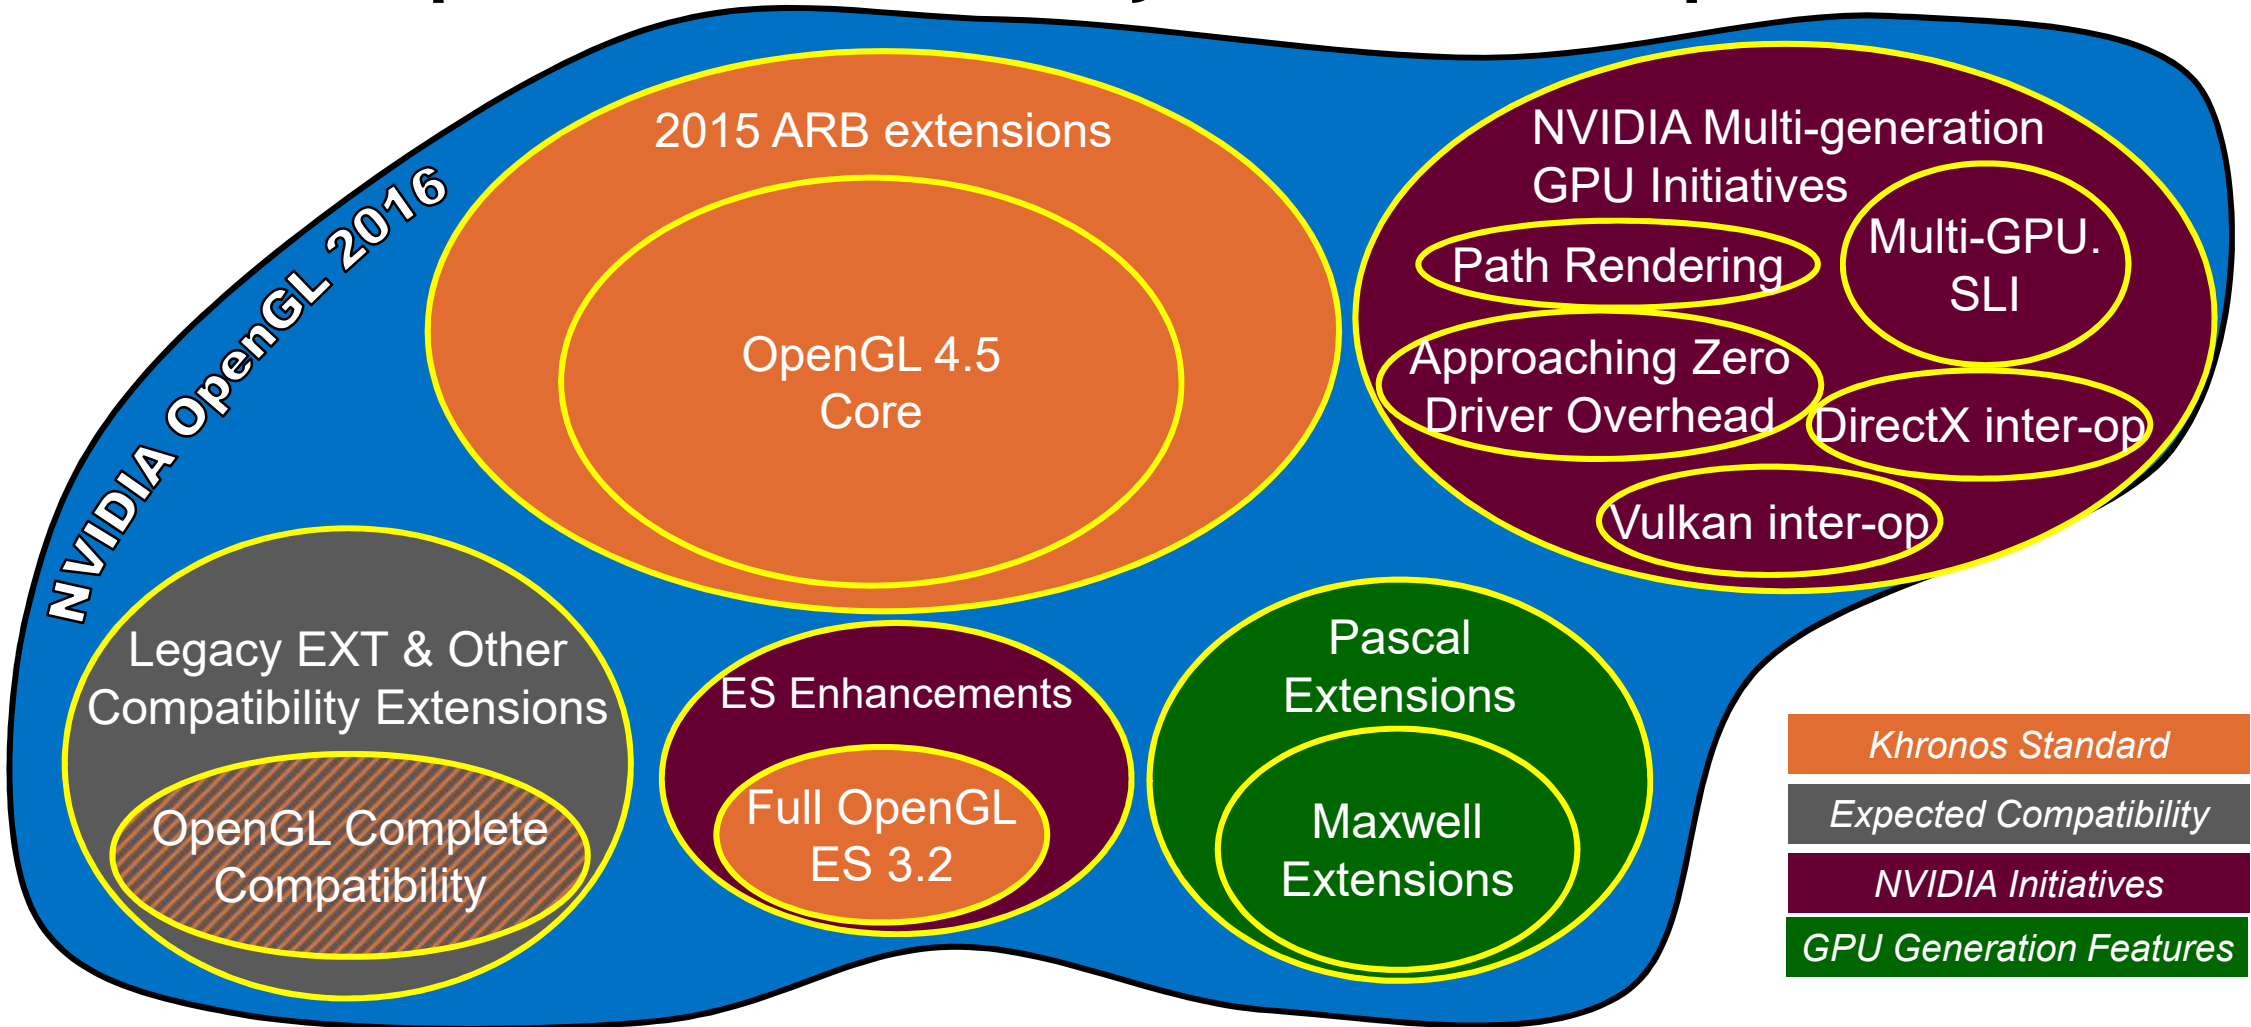 NVIDIA OpenGL 2016
2015 ARB extensions
OpenGL 4.5
Core
NVIDIA Multi-generation
GPU Initiatives
Path Rendering
Multi-GPU.
SLI
Approaching Zero
Driver Overhead
DirectX inter-op
Vulkan inter-op
Legacy EXT & Other
Compatibility Extensions
OpenGL Complete
Compatibility
ES Enhancements
Full OpenGL
ES 3.2
Pascal
Extensions
Maxwell
Extensions
Khronos Standard
Expected Compatibility
NVIDIA Initiatives
GPU Generation Features